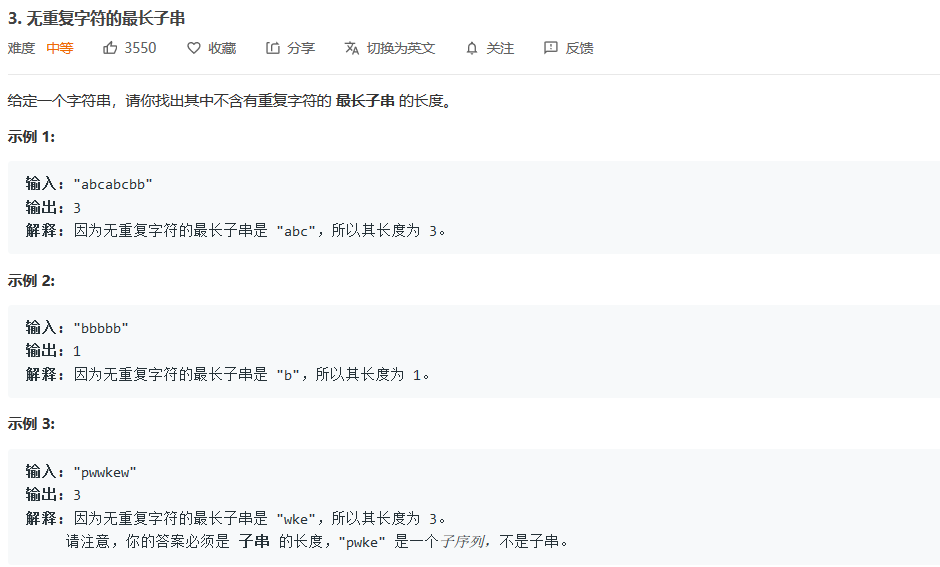 3. 无重复字符的最长子串
难度 中等 3550 收藏 分享 切换为英文 关注 反馈
给定一个字符串，请你找出其中不含有重复字符的 最长子串 的长度。
示例 1:
输入: "abcabcbb"
输出: 3
解释: 因为无重复字符的最长子串是 "abc"，所以其长度为 3。
示例 2:
输入: "bbbbb"
输出: 1
解释: 因为无重复字符的最长子串是 "b"，所以其长度为 1。
示例 3:
输入: "pwwkew"
输出: 3
解释: 因为无重复字符的最长子串是 "wke"，所以其长度为 3。
请注意，你的答案必须是 子串 的长度，"pwke" 是一个子序列，不是子串。